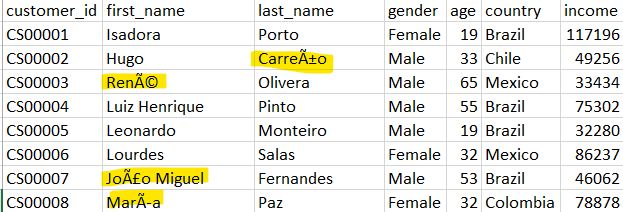 customer_id first_name last_name gender age country income
CS00001 Isadora Porto Female 19 Brazil 117196
CS00002 Hugo CarreÃ±o Male 33 Chile 49256
CS00003 RenÃ© Olivera Male 65 Mexico 33434
CS00004 Luiz Henrique Pinto Male 55 Brazil 75302
CS00005 Leonardo Monteiro Male 19 Brazil 32280
CS00006 Lourdes Salas Female 32 Mexico 86237
CS00007 JoÃ£o Miguel Fernandes Male 53 Brazil 46062
CS00008 MarÃ-a Paz Female 32 Colombia 78878